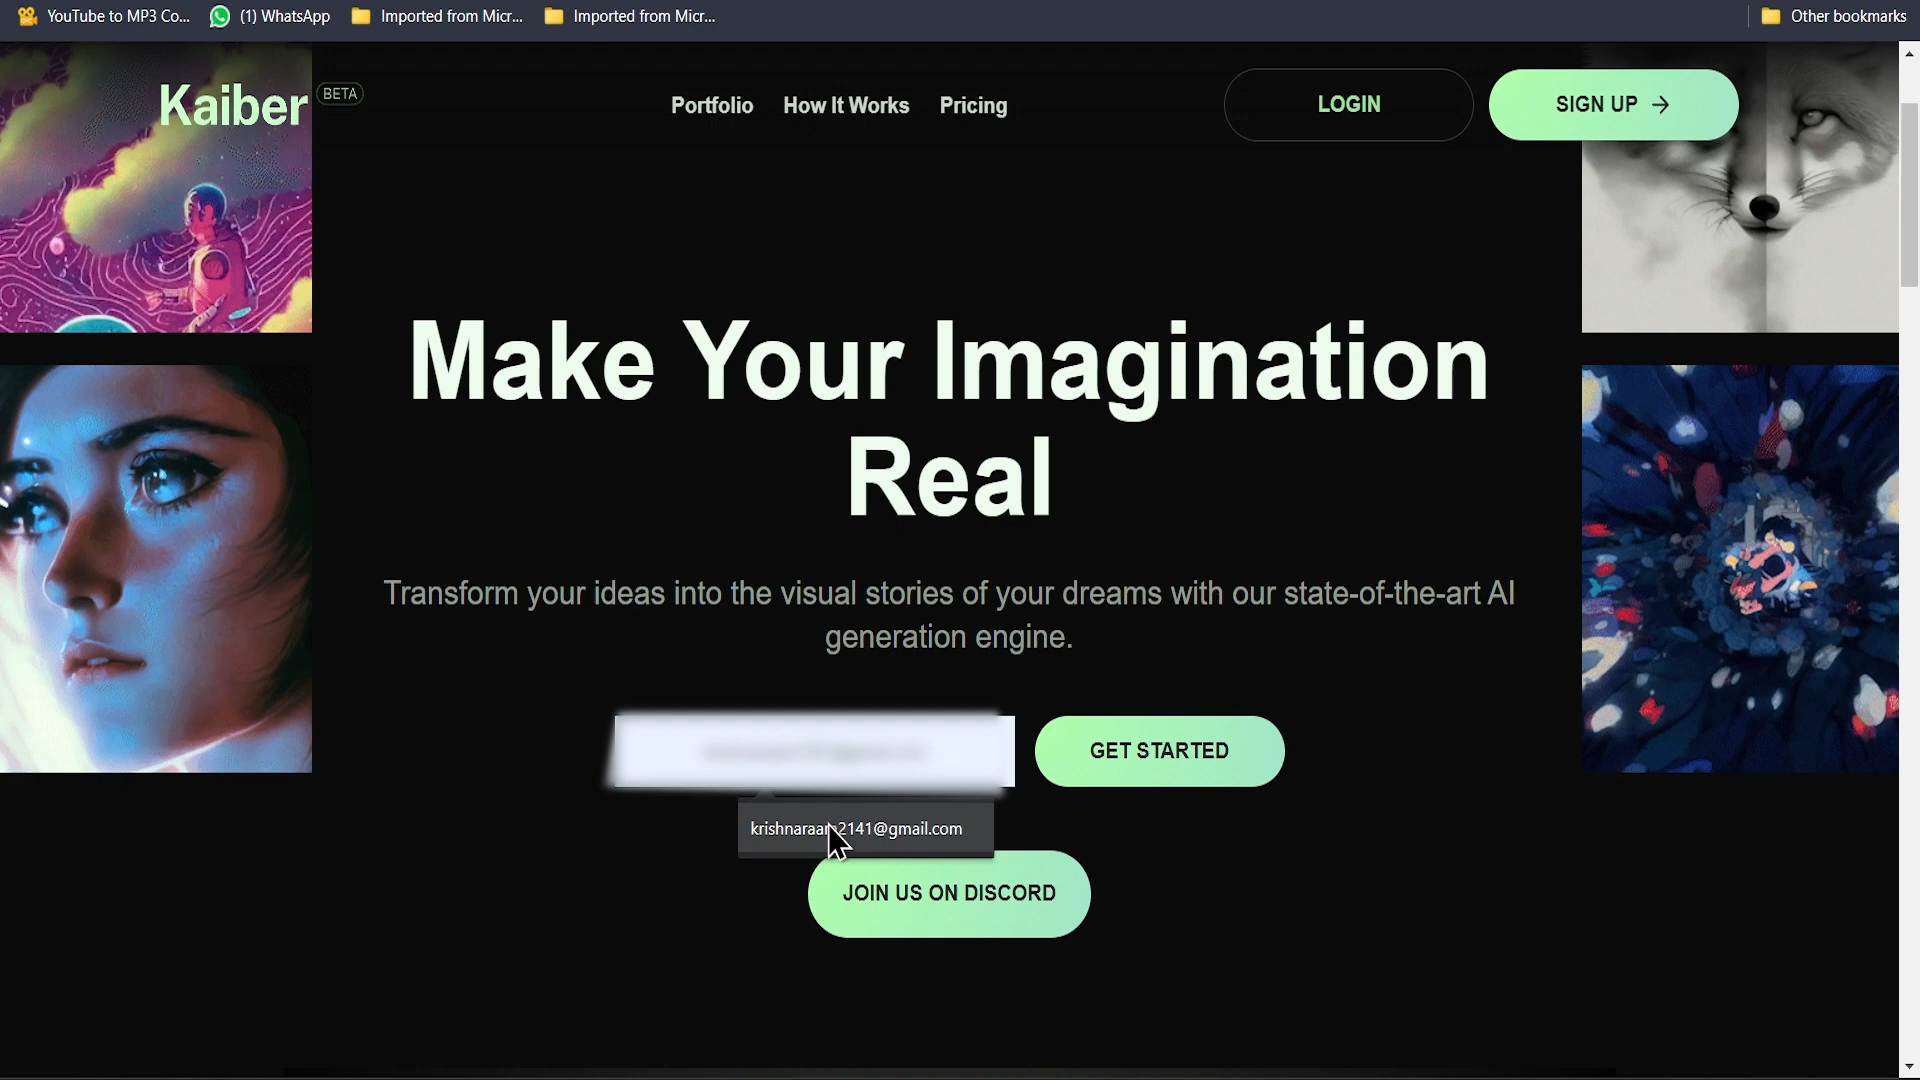 YouTube to MP3 Co...
(1) WhatsApp
Imported from Micr...
Imported from Micr...
Other bookmarks
Kaiber BETA
Portfolio
How It Works
Pricing
LOGIN
SIGN UP →
Make Your Imagination
Real
Transform your ideas into the visual stories of your dreams with our state-of-the-art AI
generation engine.
GET STARTED
krishnaraam2141@gmail.com
JOIN US ON DISCORD